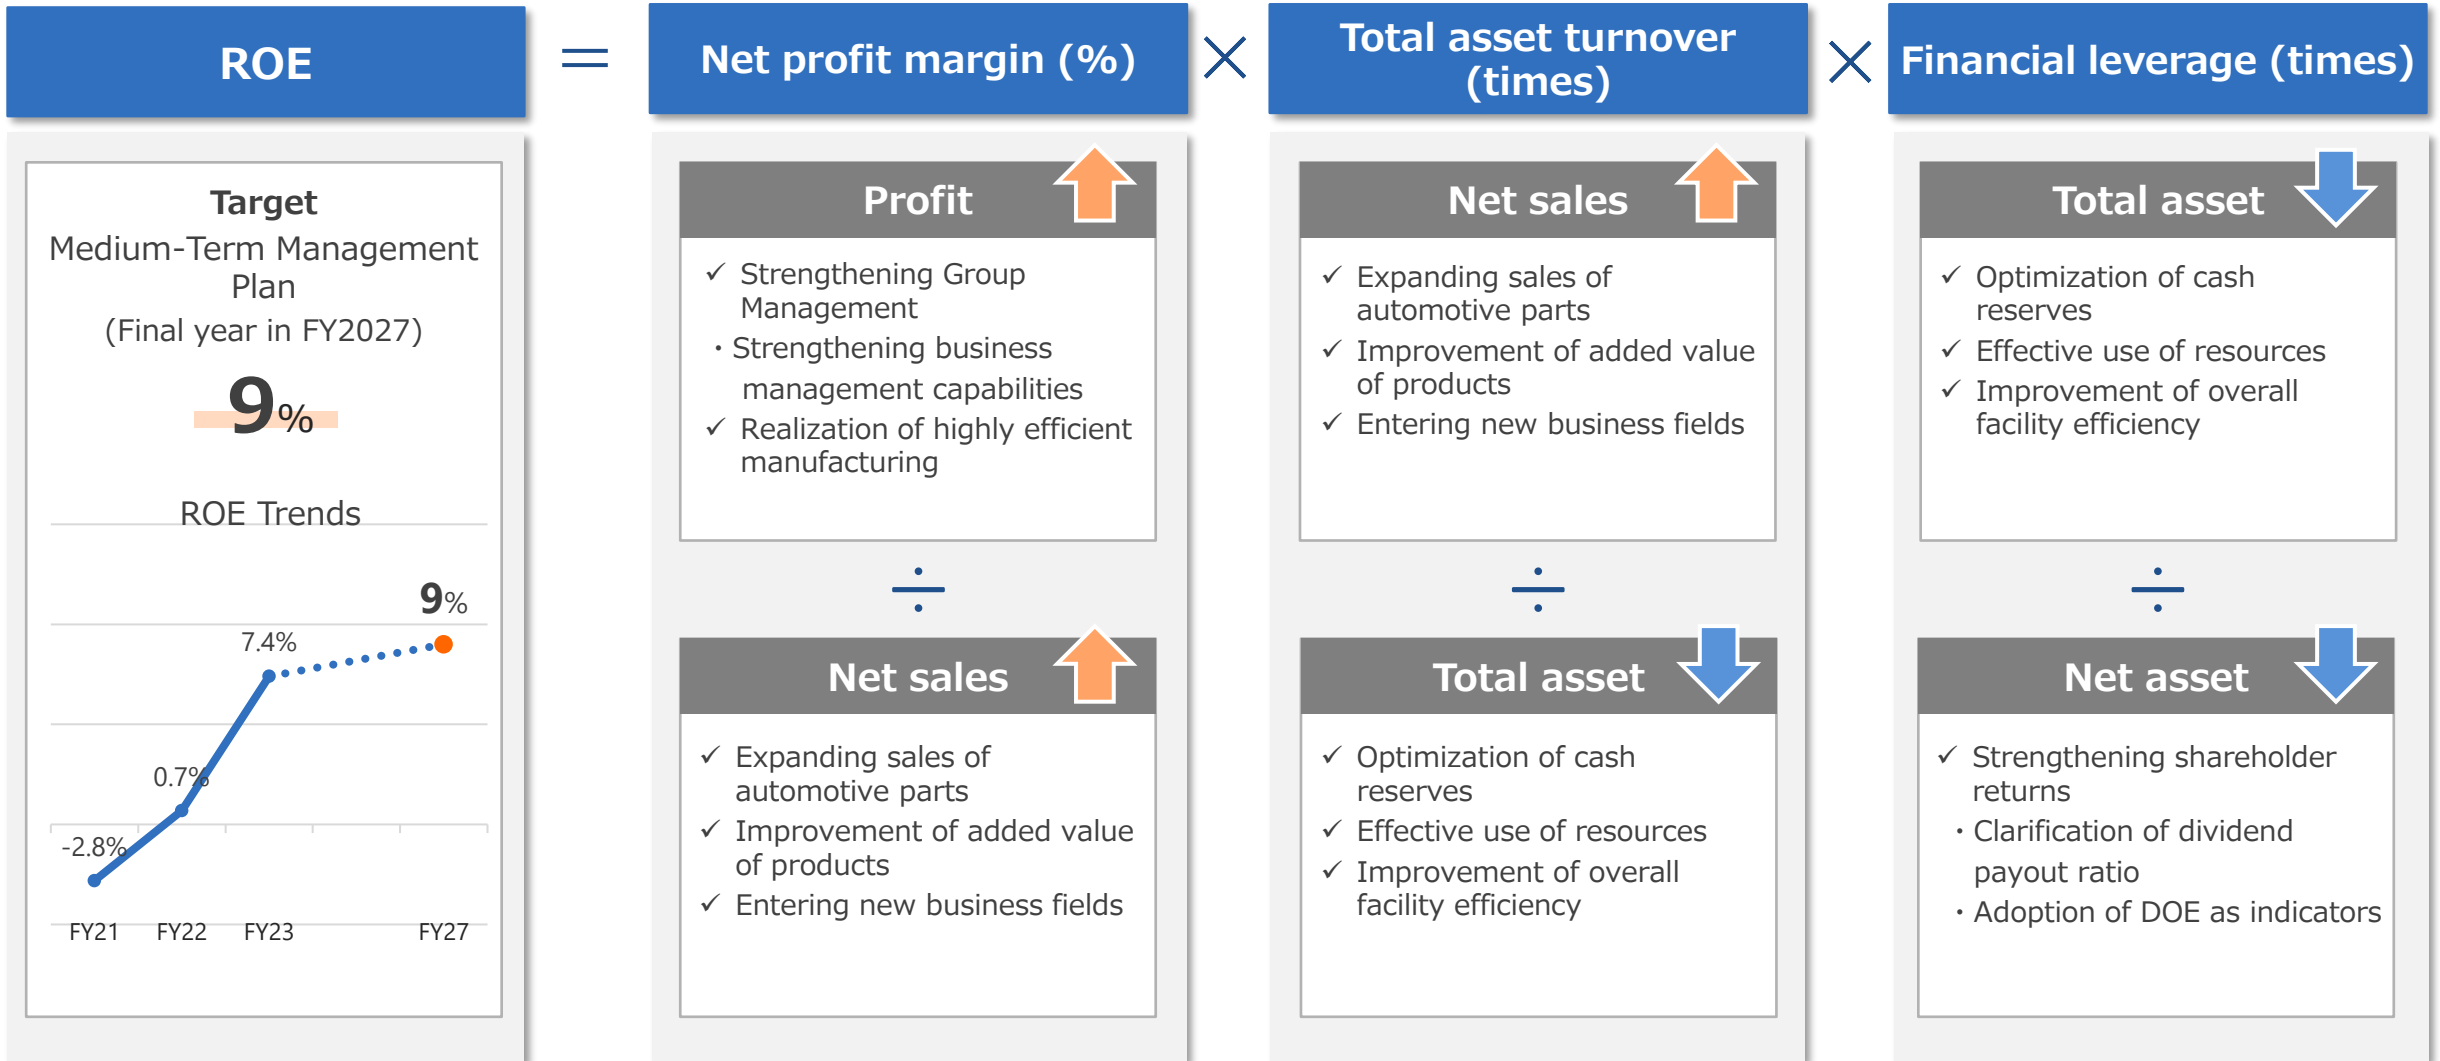 ROE
=
Net profit margin (%)
×
Total asset turnover
(times)
×
Financial leverage (times)
Target
Medium-Term Management
Plan
(Final year in FY2027)
9%
ROE Trends
9%
7.4%
0.7%
-2.8%
FY21
FY22
FY23
FY27
Profit
✓ Strengthening Group
Management
・Strengthening business
management capabilities
✓ Realization of highly efficient
manufacturing
÷
Net sales
✓ Expanding sales of
automotive parts
✓ Improvement of added value
of products
✓ Entering new business fields
Net sales
✓ Expanding sales of
automotive parts
✓ Improvement of added value
of products
✓ Entering new business fields
÷
Total asset
✓ Optimization of cash
reserves
✓ Effective use of resources
✓ Improvement of overall
facility efficiency
Total asset
✓ Optimization of cash
reserves
✓ Effective use of resources
✓ Improvement of overall
facility efficiency
÷
Net asset
✓ Strengthening shareholder
returns
・Clarification of dividend
payout ratio
・Adoption of DOE as indicators